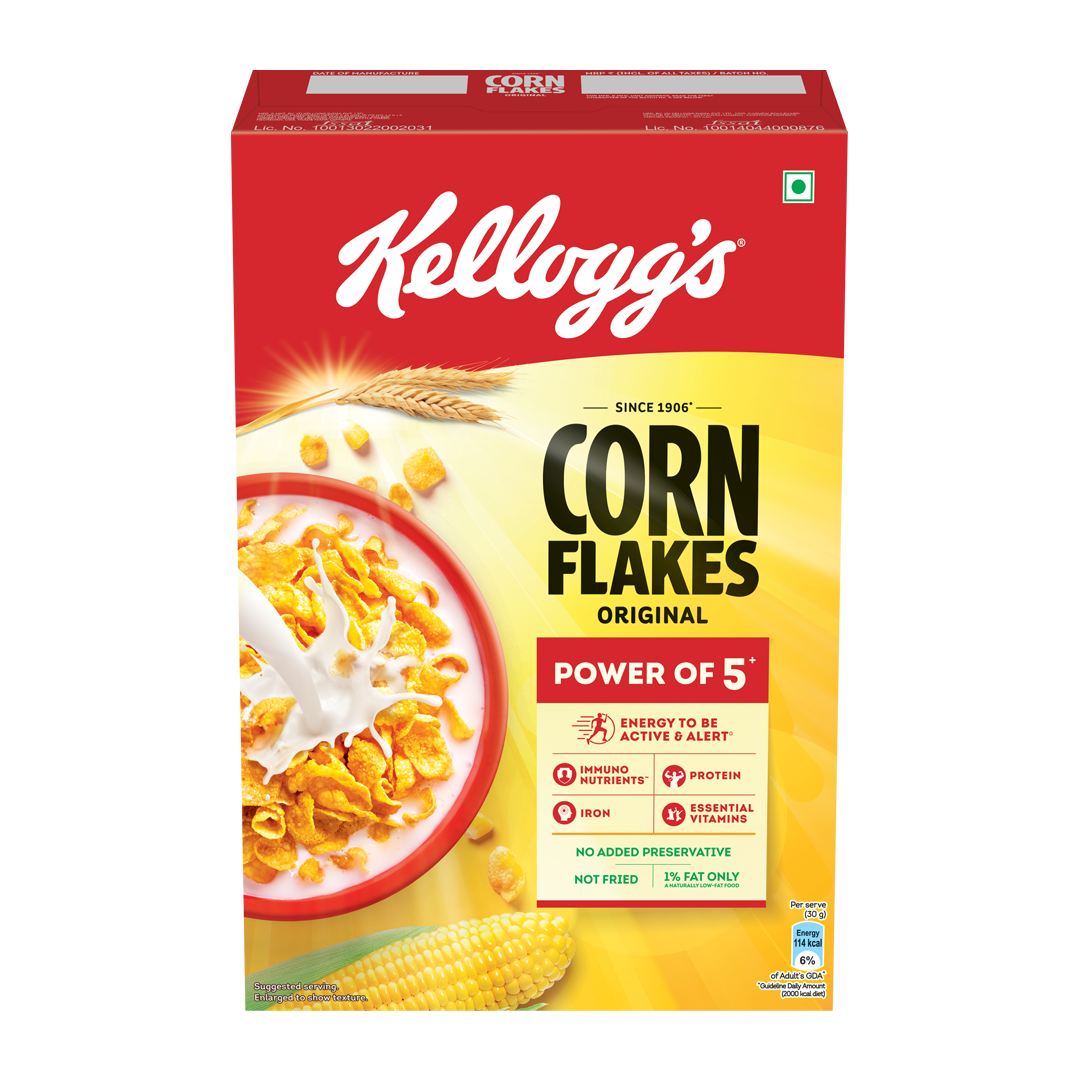 DATE OF MANUFACTURE
CORN
FLAKES
ORIGINAL
MRP ₹ (INCL. OF ALL TAXES) / BATCH NO.
fssai
Lic. No. 10013022002031
fssai
Lic. No. 10014044000876
Kellogg's®
SINCE 1906*
CORN
FLAKES
ORIGINAL
POWER OF 5+
ENERGY TO BE
ACTIVE & ALERT◊
IMMUNO
NUTRIENTS~
PROTEIN
IRON
ESSENTIAL
VITAMINS
NO ADDED PRESERVATIVE
NOT FRIED
1% FAT ONLY
A NATURALLY LOW-FAT FOOD
Per serve
(30 g)
Energy
114 kcal
6%
of Adult's GDA*
*Guideline Daily Amount
(2000 kcal diet)
Suggested serving.
Enlarged to show texture.